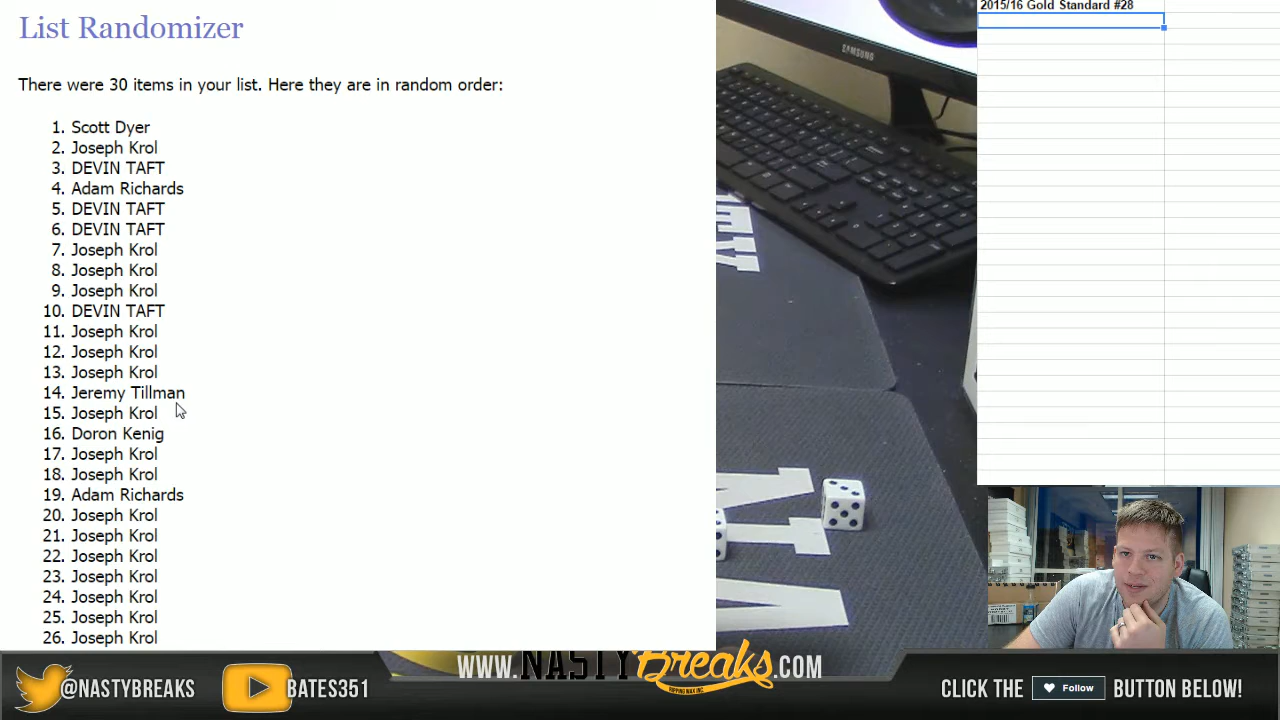 List Randomizer
There were 30 items in your list. Here they are in random order:
1. Scott Dyer
2. Joseph Krol
3. DEVIN TAFT
4. Adam Richards
5. DEVIN TAFT
6. DEVIN TAFT
7. Joseph Krol
8. Joseph Krol
9. Joseph Krol
10. DEVIN TAFT
11. Joseph Krol
12. Joseph Krol
13. Joseph Krol
14. Jeremy Tillman
15. Joseph Krol
16. Doron Kenig
17. Joseph Krol
18. Joseph Krol
19. Adam Richards
20. Joseph Krol
21. Joseph Krol
22. Joseph Krol
23. Joseph Krol
24. Joseph Krol
25. Joseph Krol
26. Joseph Krol
SAMSUNG
2015/16 Gold Standard #28
@NASTYBREAKS
BATES351
WWW.NASTYBreaks.COM
RIPPING WAX INC.
CLICK THE Follow BUTTON BELOW!